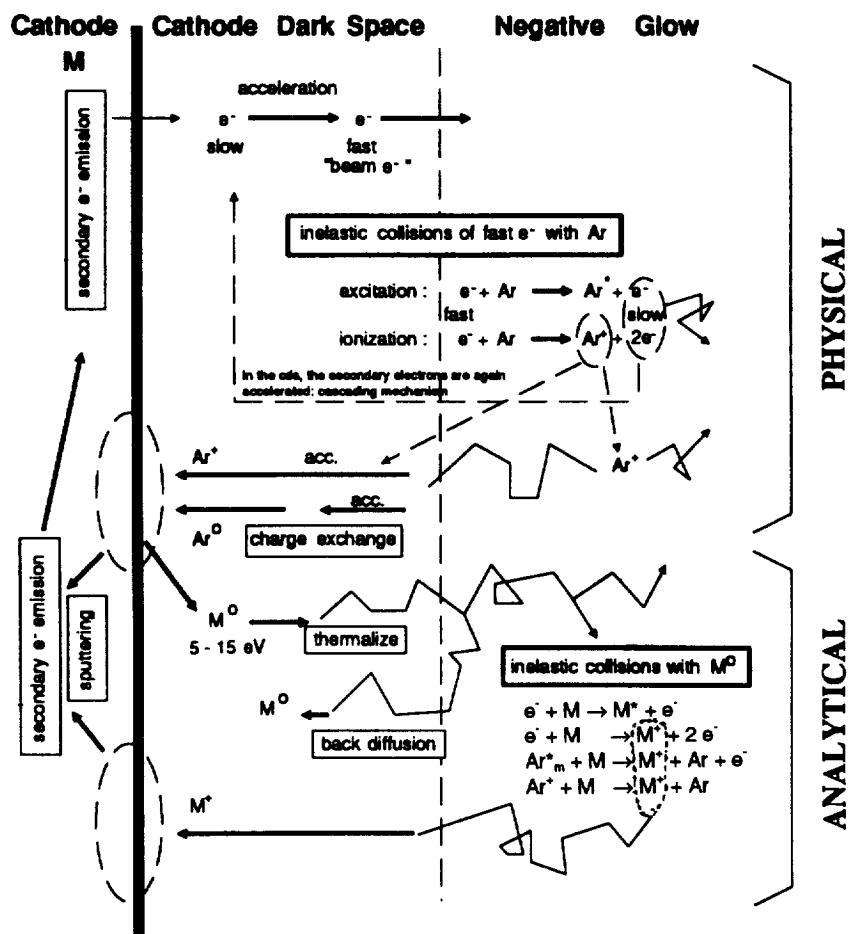 Cathode Cathode Dark Space Negative Glow
M
acceleration
e⁻ e⁻
slow fast
"beam e⁻"
secondary e⁻ emission
inelastic collisions of fast e⁻ with Ar
excitation : e⁻ + Ar → Ar* + e⁻
fast slow
ionization : e⁻ + Ar → Ar⁺ + 2e⁻
In the cds, the secondary electrons are again
accelerated: cascading mechanism
PHYSICAL
Ar⁺ acc. Ar⁺
acc.
Ar⁰ charge exchange
secondary e⁻ emission
sputtering
M⁰
5 - 15 eV
thermalize
inelastic collisions with M⁰
M⁰
back diffusion
e⁻ + M → M* + e⁻
e⁻ + M → M⁺ + 2 e⁻
Ar*ₘ + M → M⁺ + Ar + e⁻
Ar⁺ + M → M⁺ + Ar
M⁺
ANALYTICAL